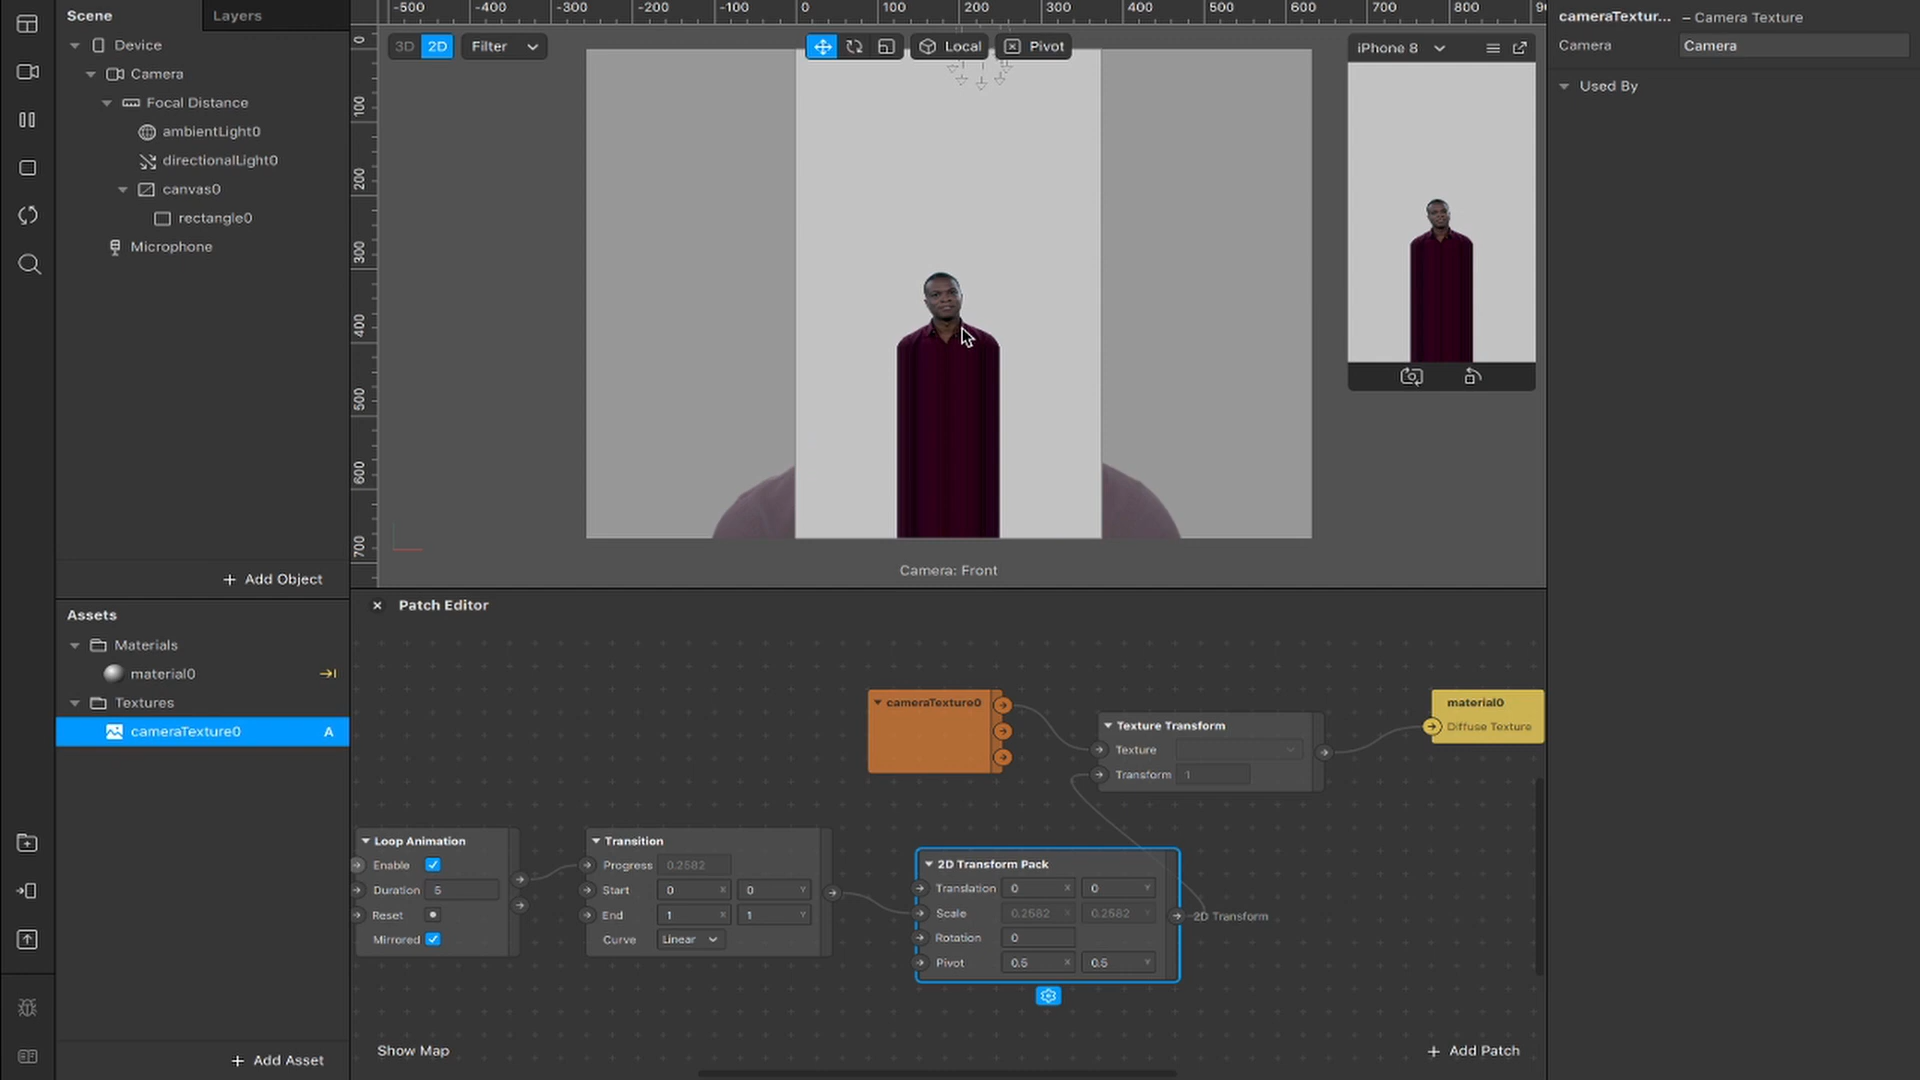 Scene
Layers
Device
Camera
Focal Distance
ambientLight0
directionalLight0
canvas0
rectangle0
Microphone
+ Add Object
Assets
Materials
material0
Textures
cameraTexture0 A
+ Add Asset
-500 -400 -300 -200 -100 0 100 200 300 400 500 600 700 800
0
100
200
300
400
500
600
700
3D 2D Filter
Local
Pivot
Camera: Front
iPhone 8
cameraTextur... – Camera Texture
Camera Camera
Used By
Patch Editor
cameraTexture0
Texture Transform
Texture
Transform 1
material0
Diffuse Texture
Loop Animation
Enable
Duration 5
Reset
Mirrored
Transition
Progress 0.2582
Start 0 X 0 Y
End 1 X 1 Y
Curve Linear
2D Transform Pack
Translation 0 X 0 Y
Scale 0.2582 X 0.2582 Y
Rotation 0
Pivot 0.5 X 0.5 Y
2D Transform
Show Map
+ Add Patch